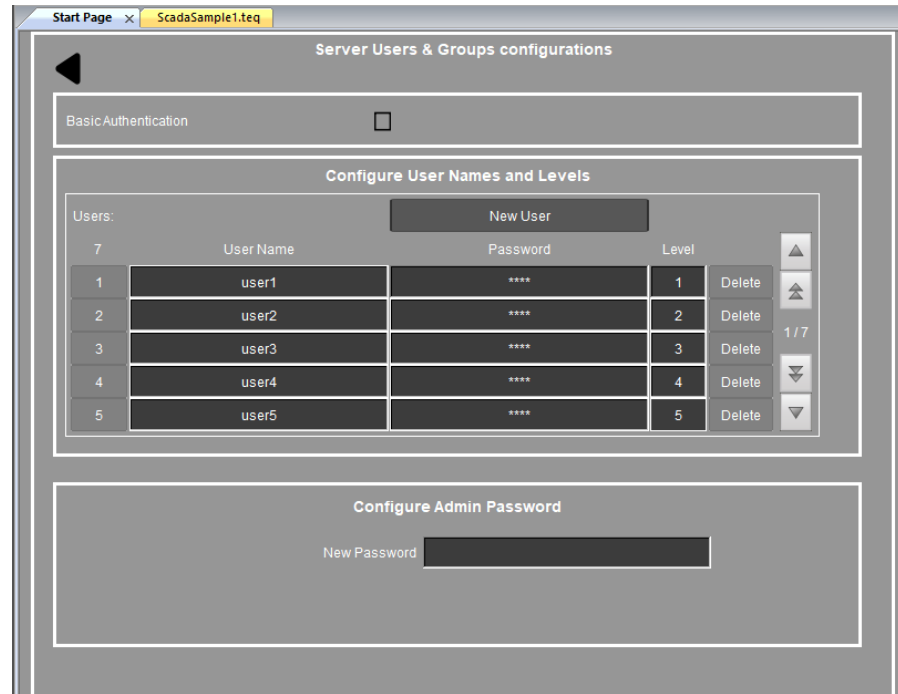 Start Page × ScadaSample1.teq
Server Users & Groups configurations
Basic Authentication
Configure User Names and Levels
Users: New User
7 User Name Password Level
1 user1 **** 1 Delete
2 user2 **** 2 Delete
1 / 7
3 user3 **** 3 Delete
4 user4 **** 4 Delete
5 user5 **** 5 Delete
Configure Admin Password
New Password